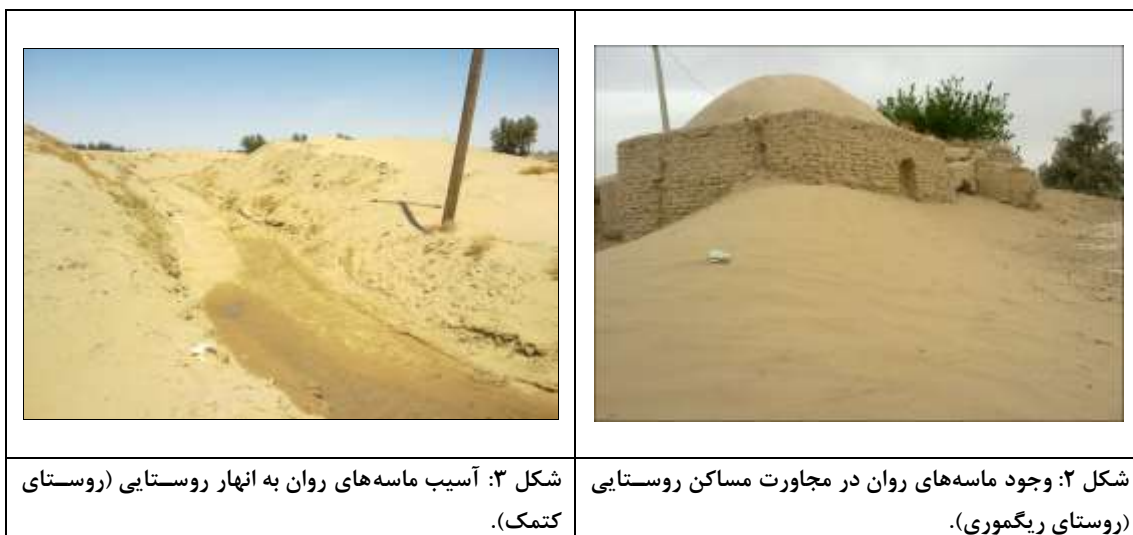 شکل ۲: وجود ماسه‌های روان در مجاورت مساکن روستایی
(روستای ریگموری).
شکل ۳: آسیب ماسه‌های روان به انهار روستایی (روستای
کتمک).